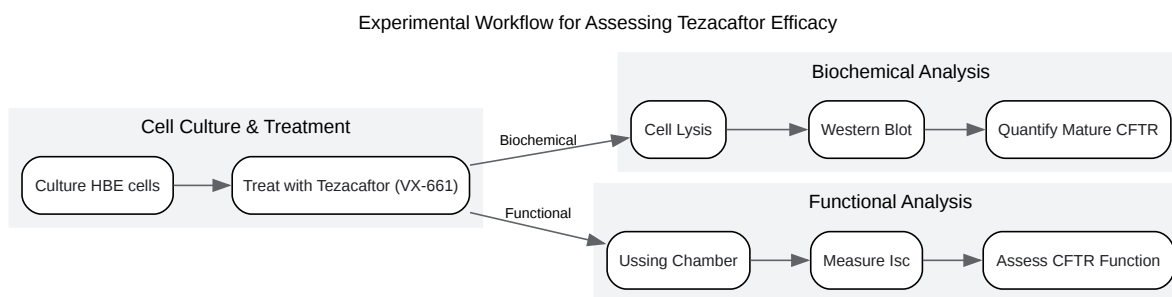 Experimental Workflow for Assessing Tezacaftor Efficacy
Cell Culture & Treatment
Culture HBE cells
Treat with Tezacaftor (VX-661)
Biochemical
Functional
Biochemical Analysis
Cell Lysis
Western Blot
Quantify Mature CFTR
Functional Analysis
Ussing Chamber
Measure Isc
Assess CFTR Function